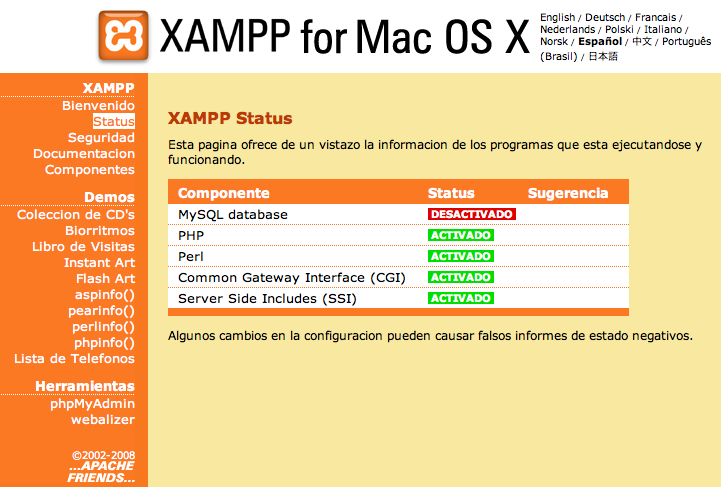 XAMPP for Mac OS X
English / Deutsch / Francais /
Nederlands / Polski / Italiano /
Norsk / Español / 中文 / Português
(Brasil) / 日本語
XAMPP
Bienvenido
Status
Seguridad
Documentacion
Componentes
Demos
Coleccion de CD's
Biorritmos
Libro de Visitas
Instant Art
Flash Art
aspinfo()
pearinfo()
perlinfo()
phpinfo()
Lista de Telefonos
Herramientas
phpMyAdmin
webalizer
©2002-2008
...APACHE
FRIENDS...
XAMPP Status
Esta pagina ofrece de un vistazo la informacion de los programas que esta ejecutandose y
funcionando.
Componente Status Sugerencia
MySQL database DESACTIVADO
PHP ACTIVADO
Perl ACTIVADO
Common Gateway Interface (CGI) ACTIVADO
Server Side Includes (SSI) ACTIVADO
Algunos cambios en la configuracion pueden causar falsos informes de estado negativos.